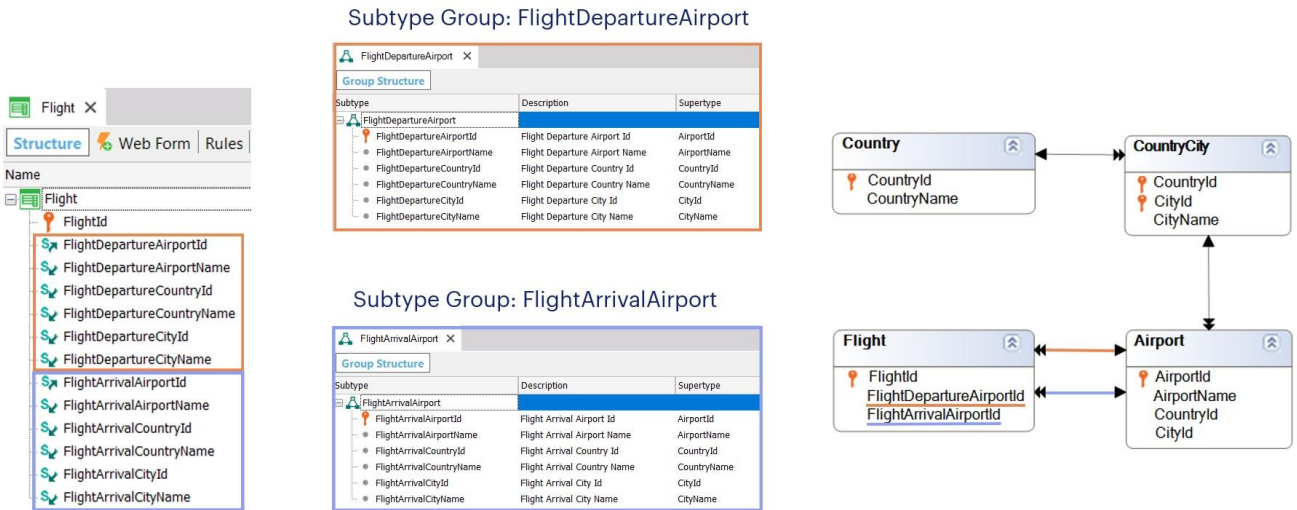 Flight
Structure
Web Form
Rules
Name
Flight
FlightId
FlightDepartureAirportId
FlightDepartureAirportName
FlightDepartureCountryId
FlightDepartureCountryName
FlightDepartureCityId
FlightDepartureCityName
FlightArrivalAirportId
FlightArrivalAirportName
FlightArrivalCountryId
FlightArrivalCountryName
FlightArrivalCityId
FlightArrivalCityName
Subtype Group: FlightDepartureAirport
FlightDepartureAirport
Group Structure
Subtype Description Supertype
FlightDepartureAirport
FlightDepartureAirportId Flight Departure Airport Id AirportId
FlightDepartureAirportName Flight Departure Airport Name AirportName
FlightDepartureCountryId Flight Departure Country Id CountryId
FlightDepartureCountryName Flight Departure Country Name CountryName
FlightDepartureCityId Flight Departure City Id CityId
FlightDepartureCityName Flight Departure City Name CityName
Subtype Group: FlightArrivalAirport
FlightArrivalAirport
Group Structure
Subtype Description Supertype
FlightArrivalAirport
FlightArrivalAirportId Flight Arrival Airport Id AirportId
FlightArrivalAirportName Flight Arrival Airport Name AirportName
FlightArrivalCountryId Flight Arrival Country Id CountryId
FlightArrivalCountryName Flight Arrival Country Name CountryName
FlightArrivalCityId Flight Arrival City Id CityId
FlightArrivalCityName Flight Arrival City Name CityName
Country
CountryId
CountryName
CountryCity
CountryId
CityId
CityName
Flight
FlightId
FlightDepartureAirportId
FlightArrivalAirportId
Airport
AirportId
AirportName
CountryId
CityId